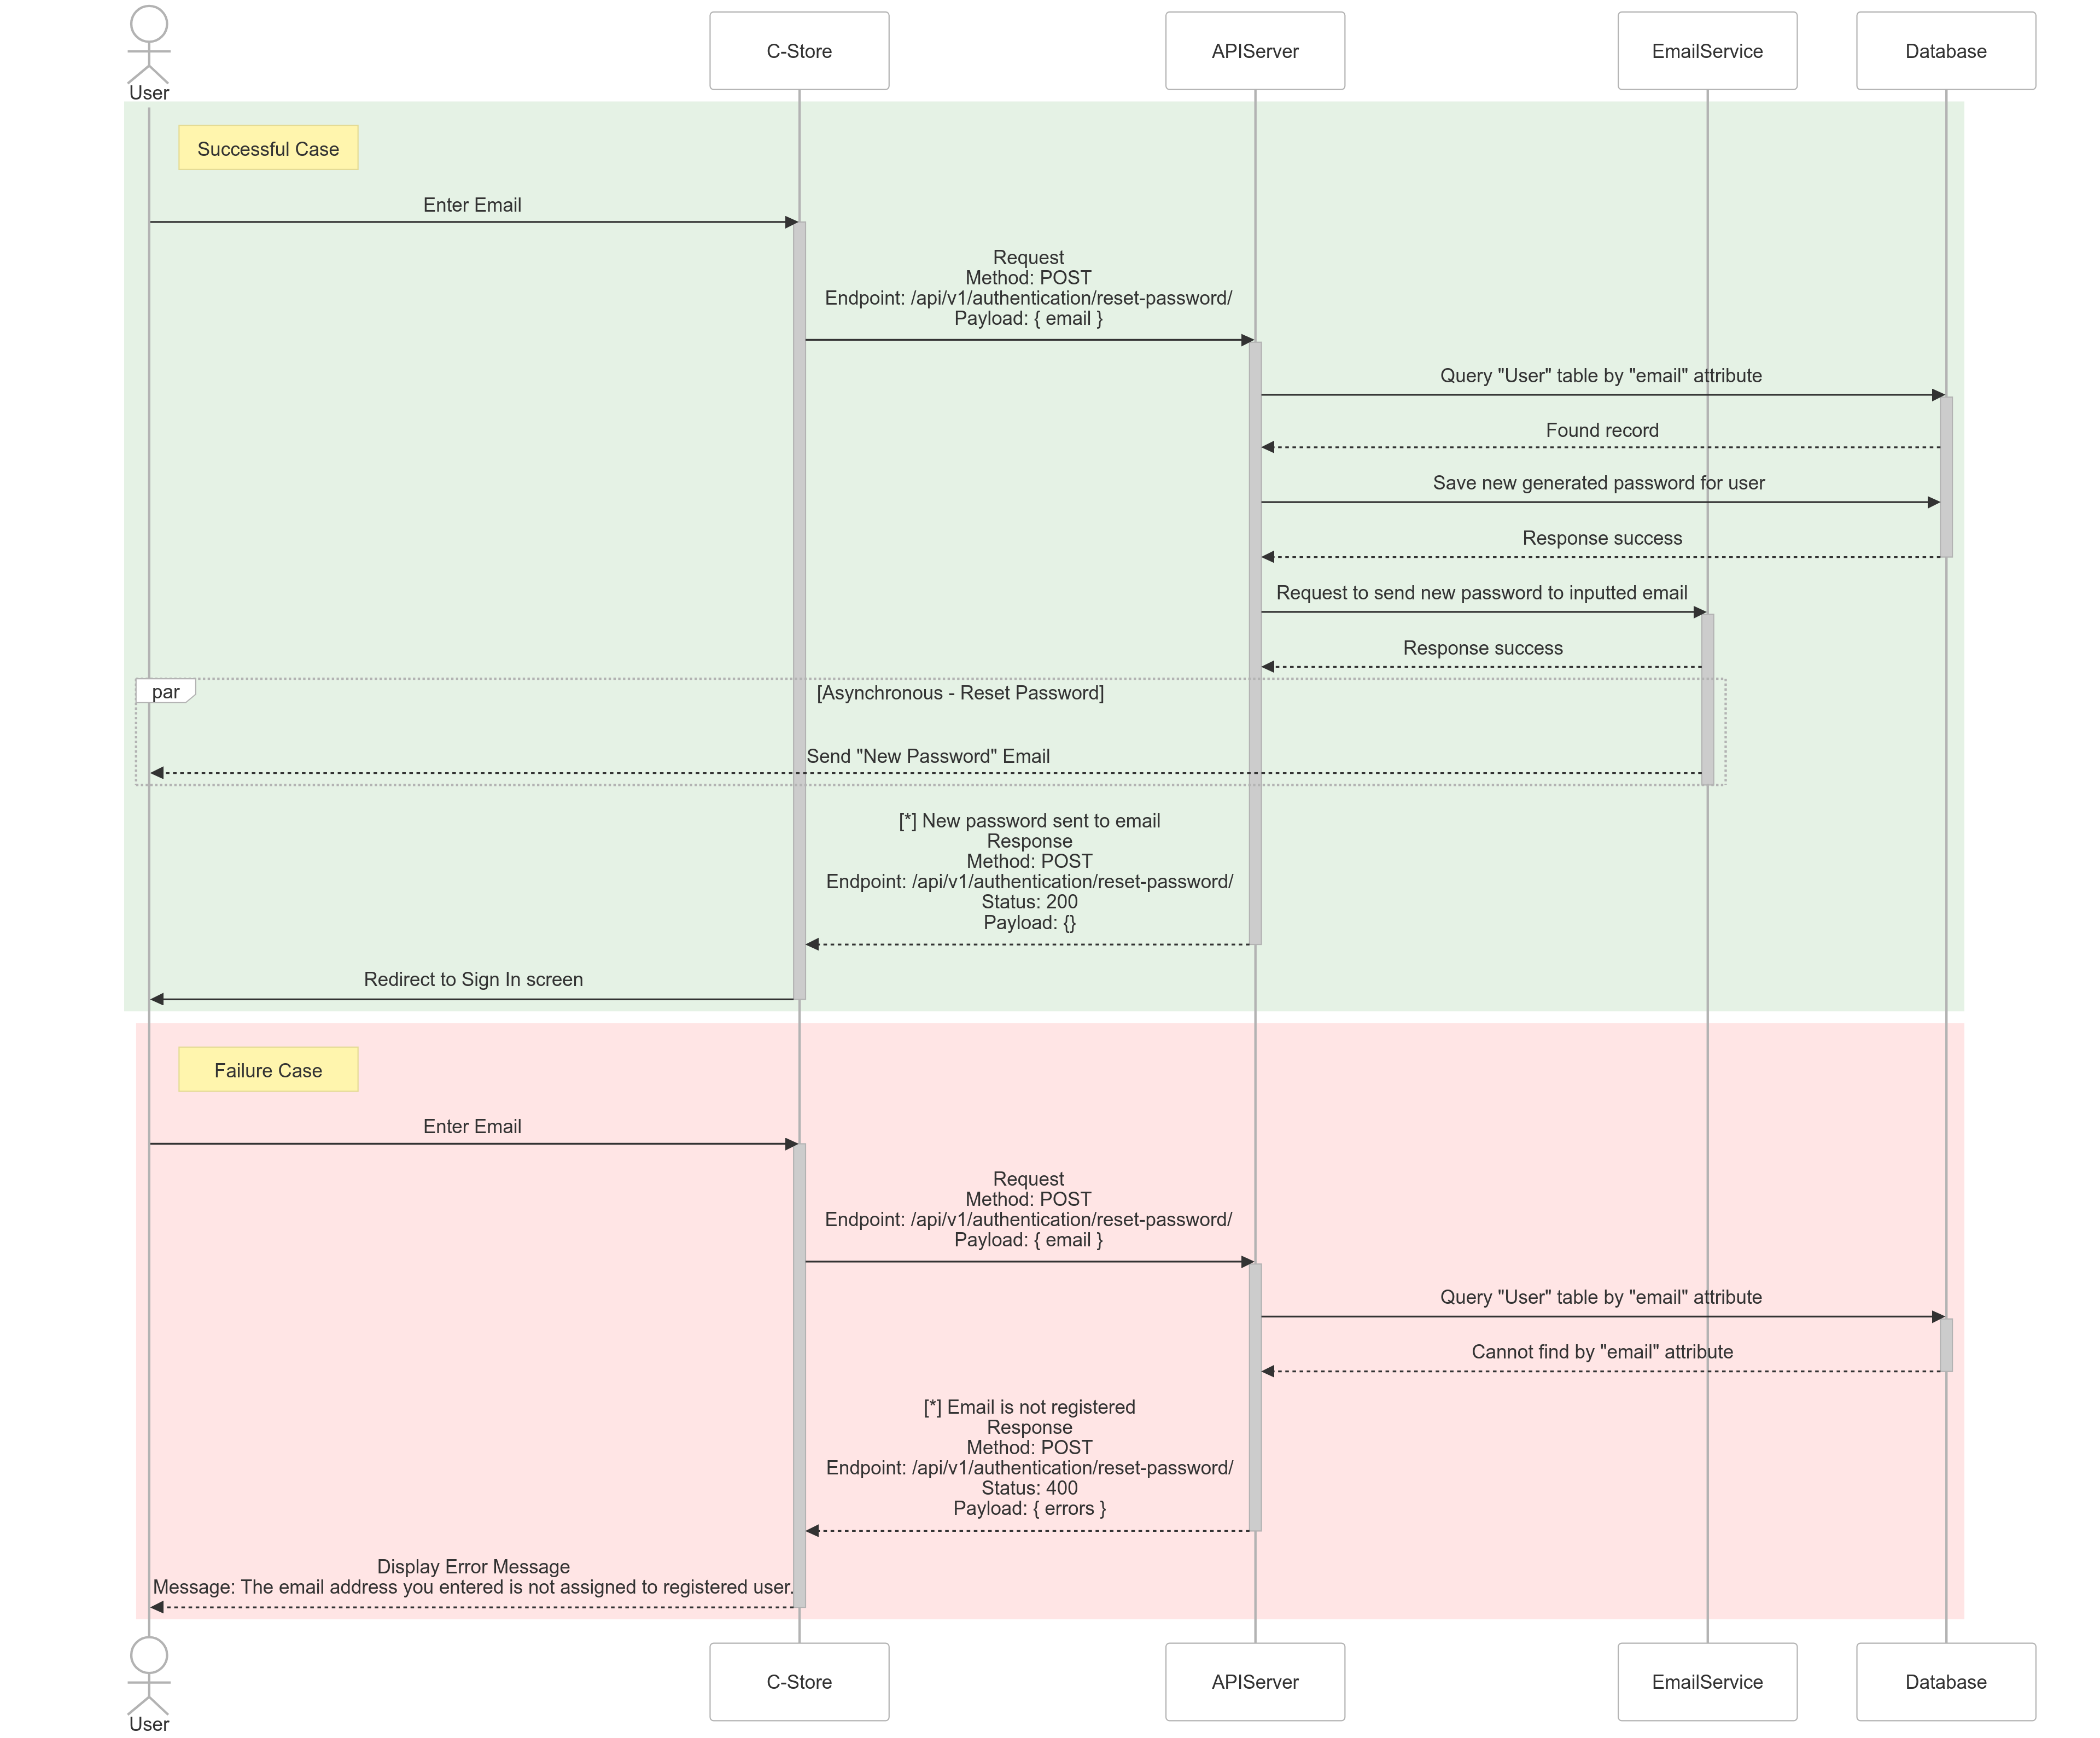 User
C-Store
APIServer
EmailService
Database
Successful Case
Enter Email
Request
Method: POST
Endpoint: /api/v1/authentication/reset-password/
Payload: { email }
Query "User" table by "email" attribute
Found record
Save new generated password for user
Response success
Request to send new password to inputted email
Response success
par
[Asynchronous - Reset Password]
Send "New Password" Email
[*] New password sent to email
Response
Method: POST
Endpoint: /api/v1/authentication/reset-password/
Status: 200
Payload: {}
Redirect to Sign In screen
Failure Case
Enter Email
Request
Method: POST
Endpoint: /api/v1/authentication/reset-password/
Payload: { email }
Query "User" table by "email" attribute
Cannot find by "email" attribute
[*] Email is not registered
Response
Method: POST
Endpoint: /api/v1/authentication/reset-password/
Status: 400
Payload: { errors }
Display Error Message
Message: The email address you entered is not assigned to registered user.
User
C-Store
APIServer
EmailService
Database